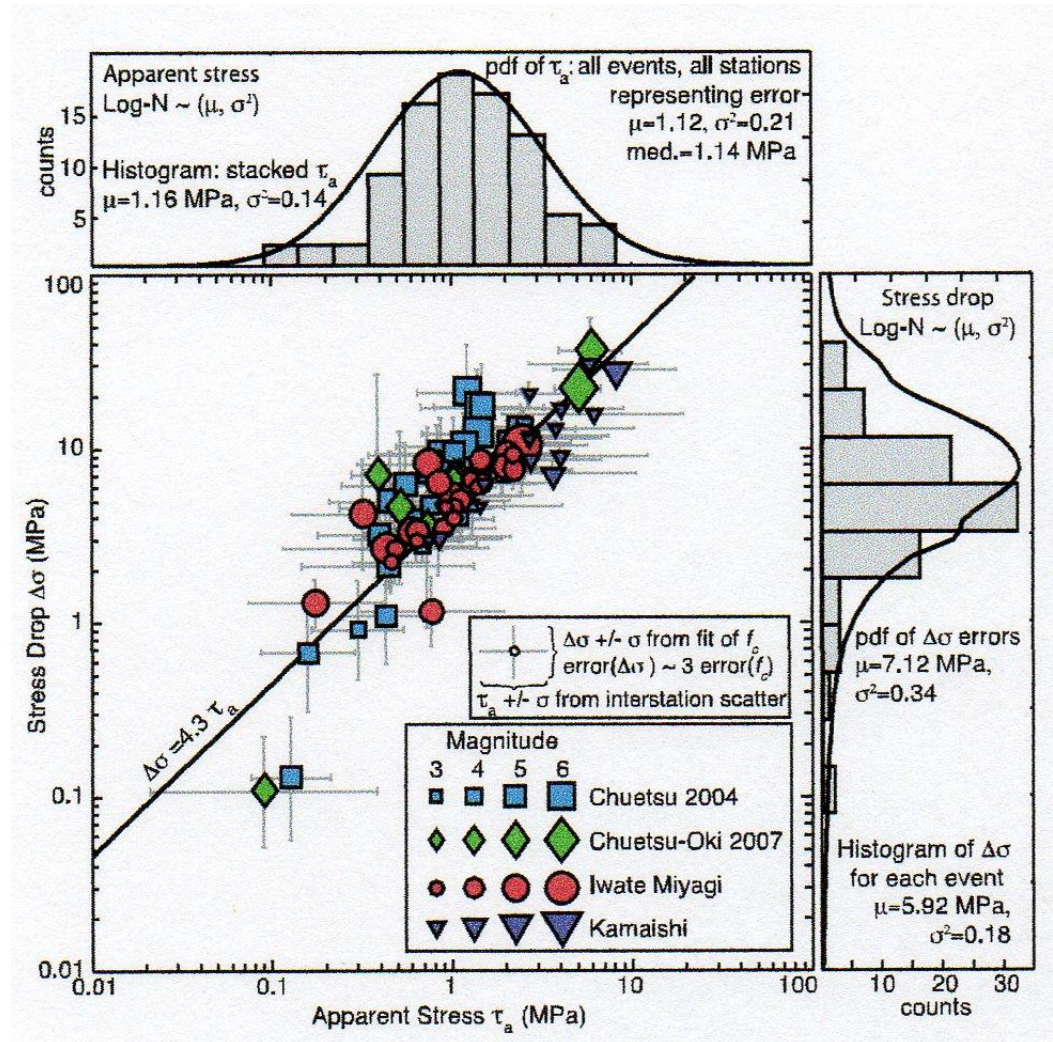 Apparent stress
Log-N ~ (μ, σ²)
Histogram: stacked τa
μ=1.16 MPa, σ²=0.14
pdf of τa: all events, all stations
representing error
μ=1.12, σ²=0.21
med.=1.14 MPa
counts
15
10
5
100
10
1
0.1
0.01
Stress Drop Δσ (MPa)
Δσ =4.3 τa
Δσ +/- σ from fit of fc
error(Δσ) ~ 3 error(fc)
τa +/- σ from interstation scatter
Magnitude
3 4 5 6
Chuetsu 2004
Chuetsu-Oki 2007
Iwate Miyagi
Kamaishi
0.01 0.1 1 10 100
Apparent Stress τa (MPa)
Stress drop
Log-N ~ (μ, σ²)
pdf of Δσ errors
μ=7.12 MPa,
σ²=0.34
Histogram of Δσ
for each event
μ=5.92 MPa,
σ²=0.18
0 10 20 30
counts